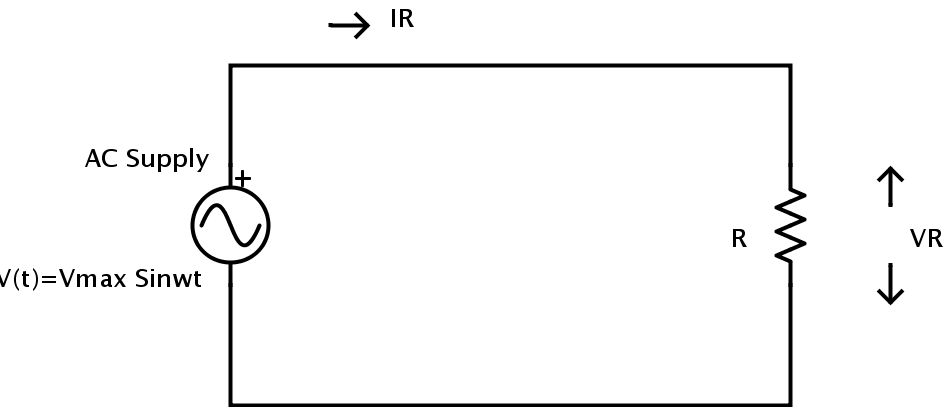 IR
AC Supply
+
R
VR
V(t)=Vmax Sinwt